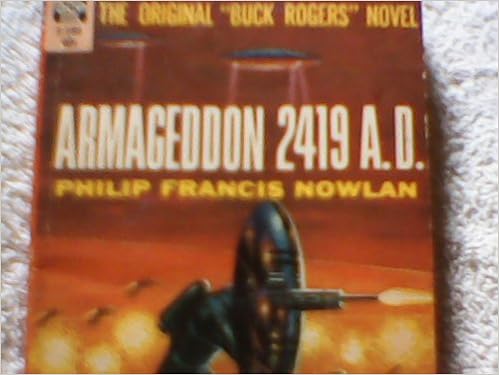 THE ORIGINAL "BUCK ROGERS" NOVEL
ARMAGEDDON 2419 A.D.
PHILIP FRANCIS NOWLAN